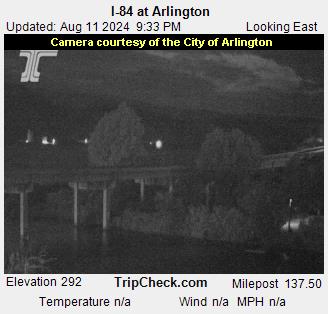 I-84 at Arlington
Updated: Aug 11 2024 9:33 PM Looking East
Camera courtesy of the City of Arlington
Elevation 292 TripCheck.com Milepost 137.50
Temperature n/a Wind n/a MPH n/a